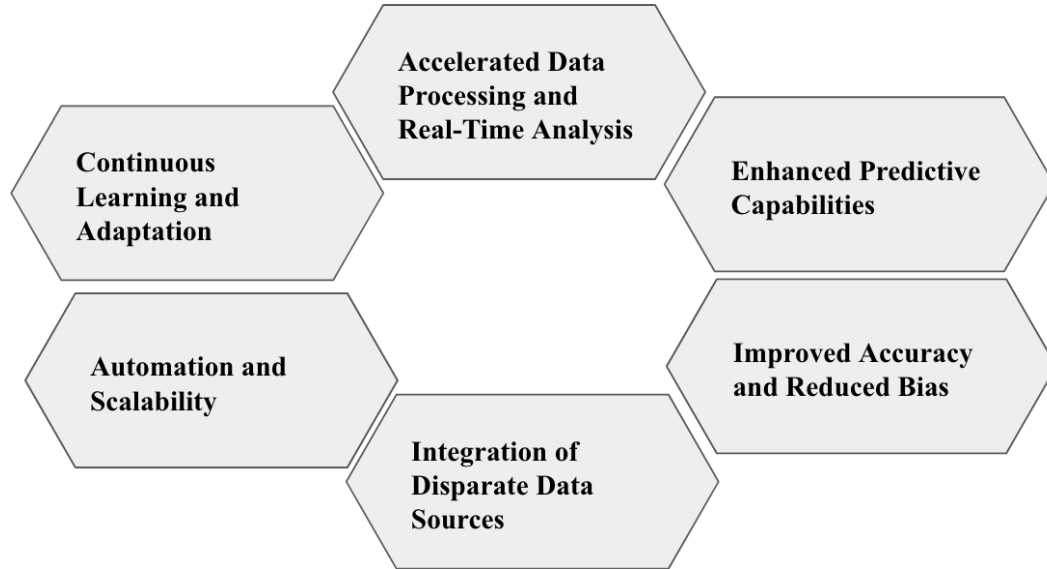 Accelerated Data
Processing and
Real-Time Analysis
Enhanced Predictive
Capabilities
Improved Accuracy
and Reduced Bias
Integration of
Disparate Data
Sources
Automation and
Scalability
Continuous
Learning and
Adaptation